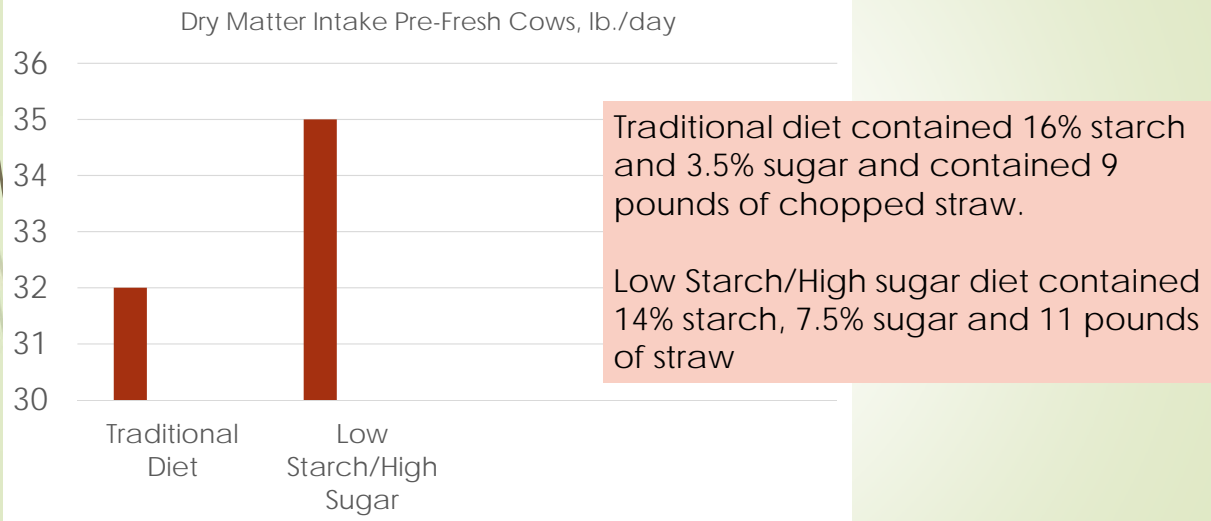 Dry Matter Intake Pre-Fresh Cows, lb./day
36
35
34
33
32
31
30
Traditional
Diet
Low
Starch/High
Sugar
Traditional diet contained 16% starch
and 3.5% sugar and contained 9
pounds of chopped straw.
Low Starch/High sugar diet contained
14% starch, 7.5% sugar and 11 pounds
of straw